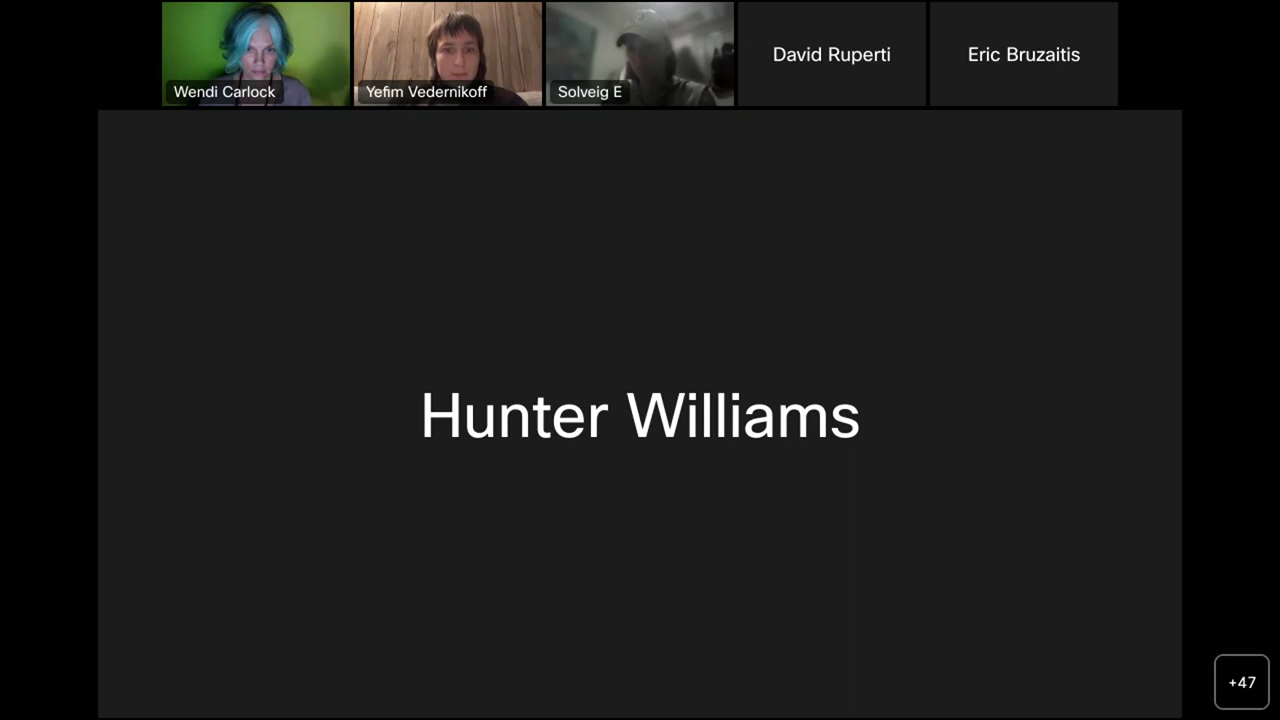 Wendi Carlock
Yefim Vedernikoff
Solveig E
David Ruperti
Eric Bruzaitis
Hunter Williams
+47